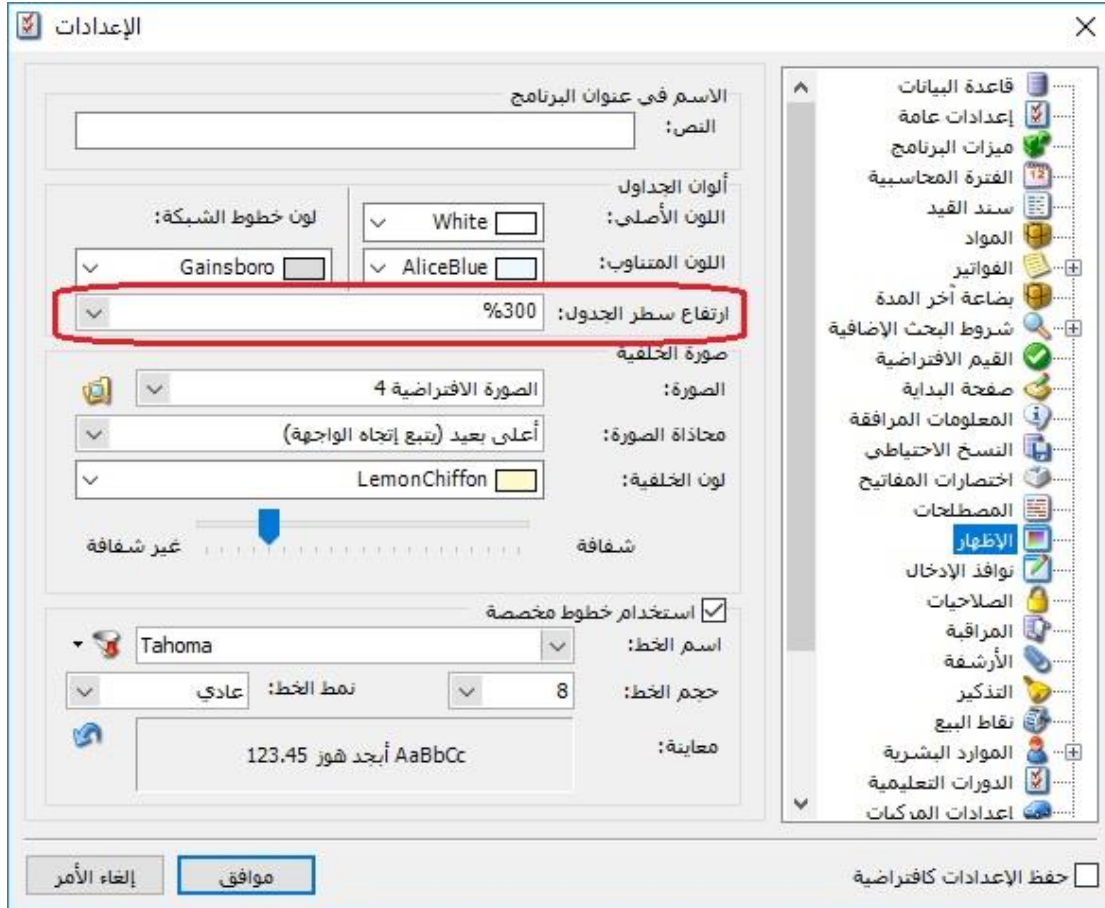 الإعدادات
قاعدة البيانات
إعدادات عامة
ميزات البرنامج
الفترة المحاسبية
12
سند القيد
المواد
الفواتير
بضاعة آخر المدة
شروط البحث الإضافية
القيم الافتراضية
صفحة البداية
المعلومات المرافقة
النسخ الاحتياطي
اختصارات المفاتيح
المصطلحات
الإظهار
نوافذ الإدخال
الصلاحيات
المراقبة
الأرشفة
التذكير
نقاط البيع
الموارد البشرية
الدورات التعليمية
إعدادات المركبات
الاسم في عنوان البرنامج
النص:
ألوان الجداول
اللون الأصلي: White
لون خطوط الشبكة:
اللون المتناوب: AliceBlue
Gainsboro
ارتفاع سطر الجدول: %300
صورة الخلفية
الصورة: الصورة الافتراضية 4
محاذاة الصورة: أعلى بعيد (يتبع إتجاه الواجهة)
لون الخلفية: LemonChiffon
شفافة غير شفافة
استخدام خطوط مخصصة
اسم الخط: Tahoma
حجم الخط: 8 نمط الخط: عادي
معاينة: AaBbCc أبجد هوز 123.45
حفظ الإعدادات كافتراضية
موافق إلغاء الأمر